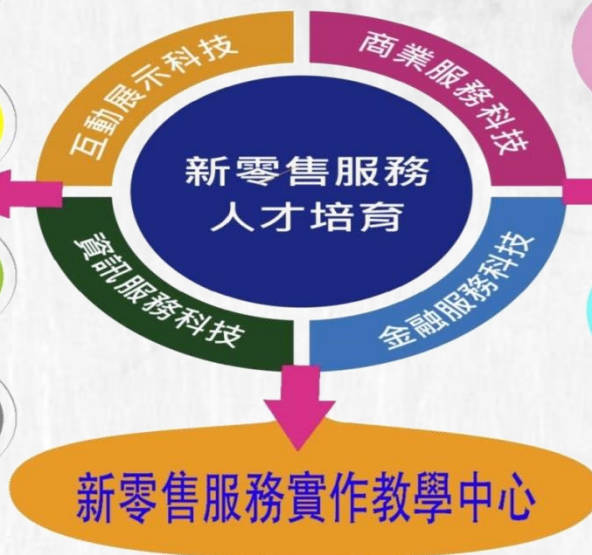 互動展示科技
商業服務科技
新零售服務
人才培育
資訊服務科技
金融服務科技
新零售服務實作教學中心